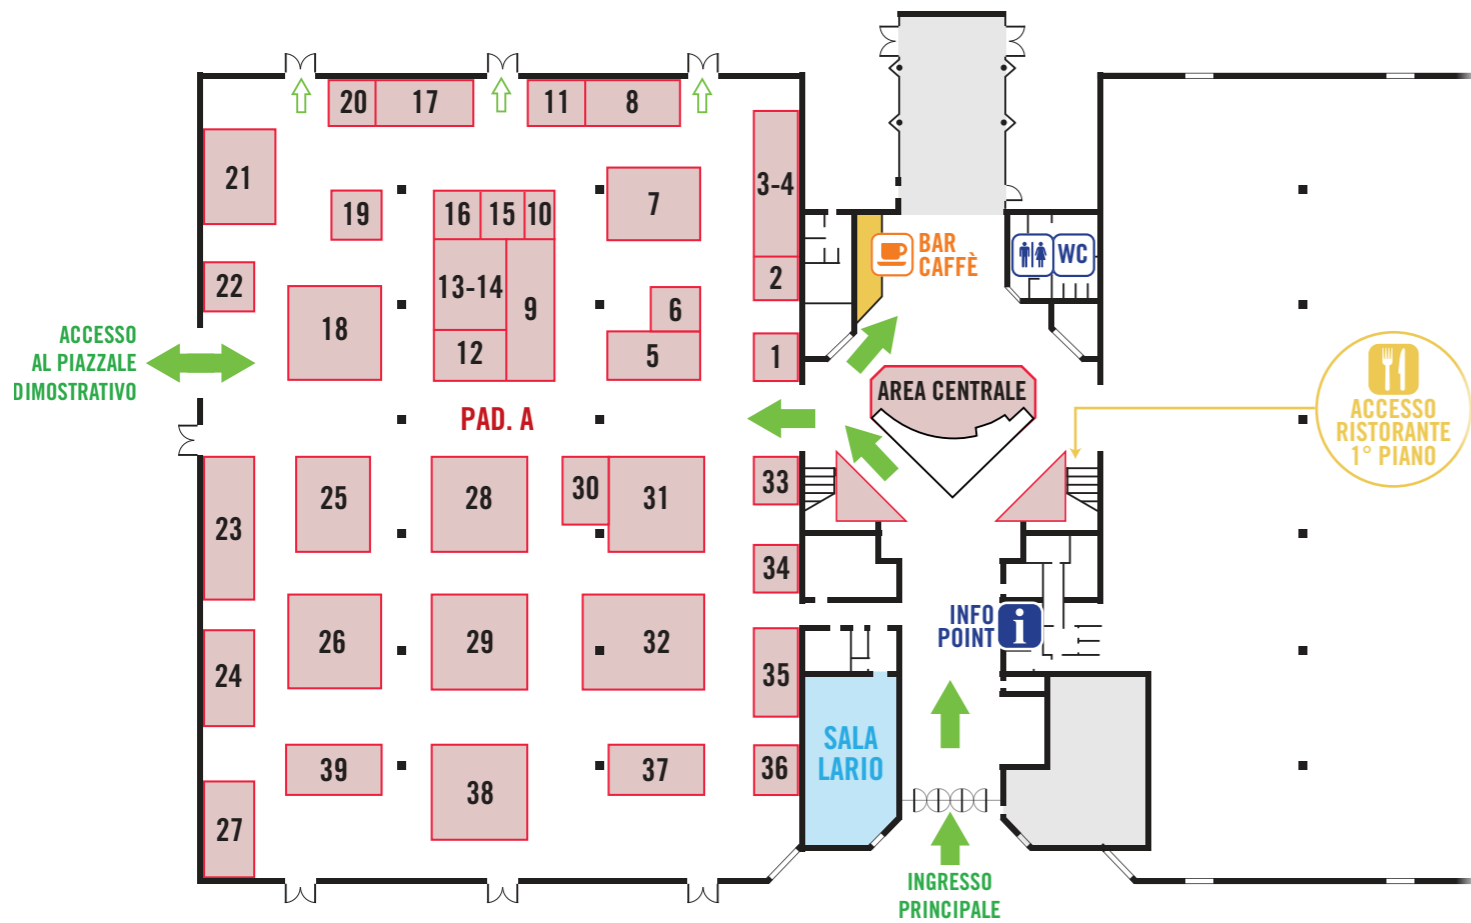 20
17
11
8
21
3-4
19
16
15
10
7
BAR
CAFFÈ
WC
22
13-14
2
18
9
6
ACCESSO
AL PIAZZALE
DIMOSTRATIVO
12
5
1
AREA CENTRALE
ACCESSO
RISTORANTE
1° PIANO
PAD. A
23
25
28
30
31
33
34
26
29
32
INFO
POINT
i
24
35
SALA
LARIO
39
38
37
36
27
INGRESSO
PRINCIPALE